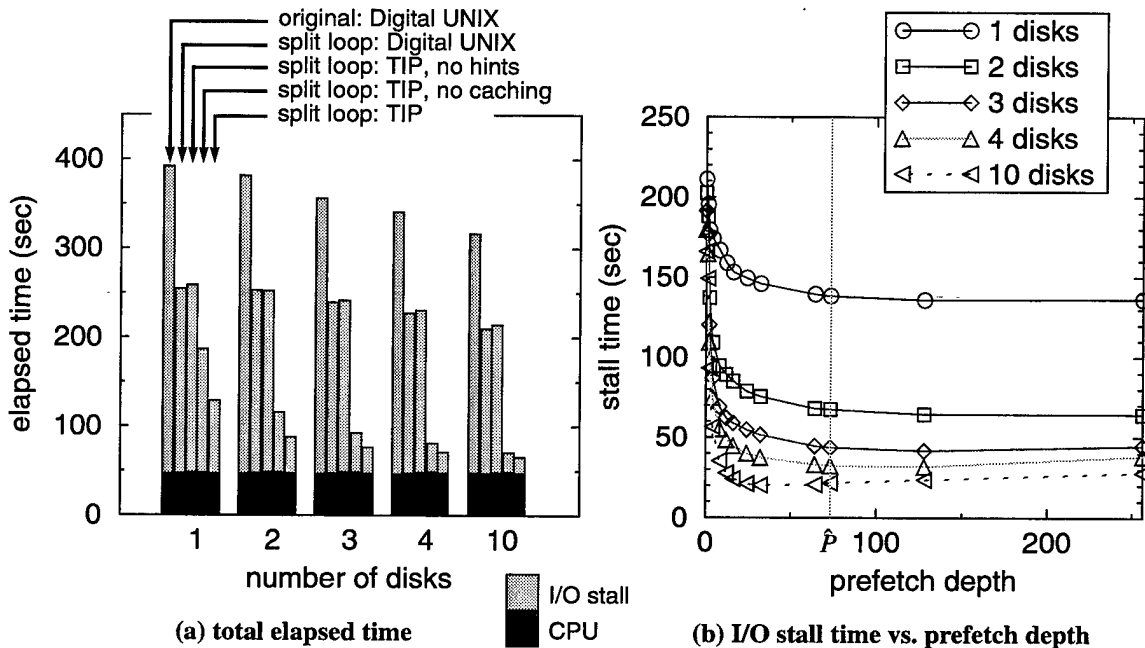 original: Digital UNIX
split loop: Digital UNIX
split loop: TIP, no hints
split loop: TIP, no caching
split loop: TIP
400
300
200
100
0
elapsed time (sec)
1 2 3 4 10
number of disks
I/O stall
CPU
(a) total elapsed time
1 disks
2 disks
3 disks
4 disks
10 disks
250
200
150
100
50
0
stall time (sec)
0 P̂ 100 200
prefetch depth
(b) I/O stall time vs. prefetch depth